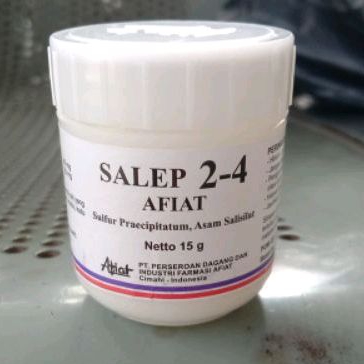 SALEP 2-4
AFIAT
Sulfur Praecipitatum, Asam Salisilat
Netto 15 g
Afiat
PT. PERSEROAN DAGANG DAN
INDUSTRI FARMASI AFIAT
Cimahi - Indonesia